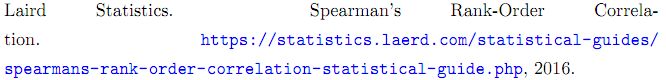 Laird Statistics. Spearman's Rank-Order Correla-
tion. https://statistics.laerd.com/statistical-guides/
spearmans-rank-order-correlation-statistical-guide.php, 2016.